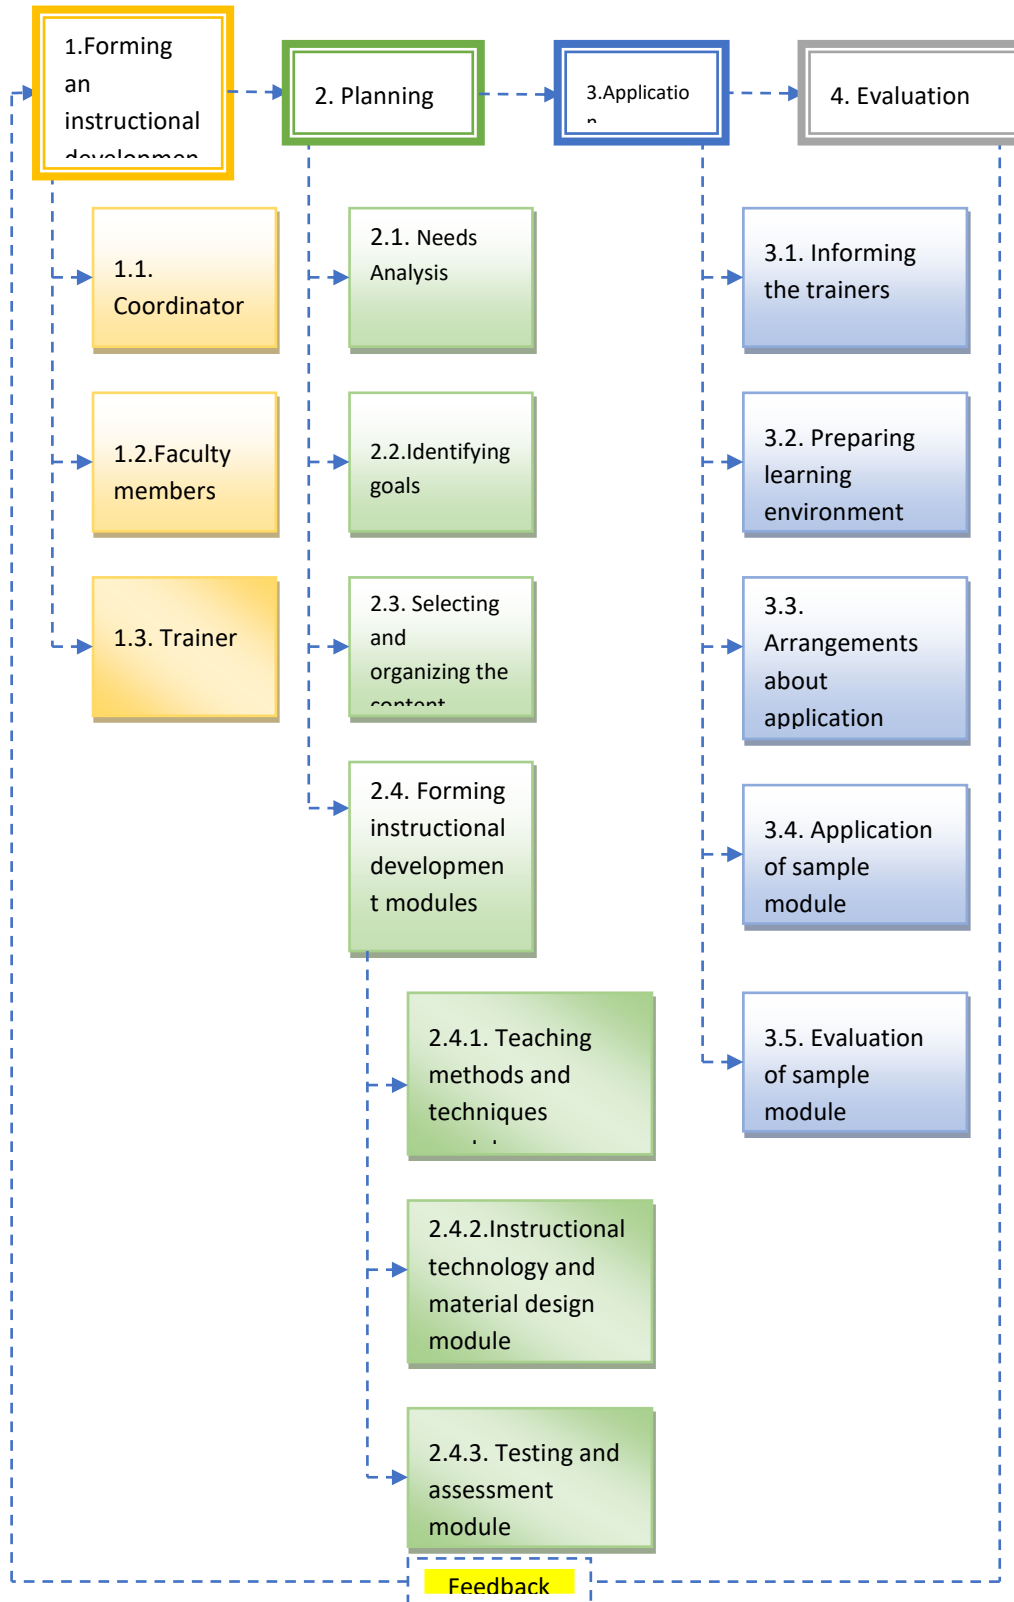 1.Forming
an
instructional
developmen
2. Planning
3.Applicatio
n
4. Evaluation
1.1.
Coordinator
1.2.Faculty
members
1.3. Trainer
2.1. Needs
Analysis
2.2.Identifying
goals
2.3. Selecting
and
organizing the
content
2.4. Forming
instructional
developmen
t modules
2.4.1. Teaching
methods and
techniques
2.4.2.Instructional
technology and
material design
module
2.4.3. Testing and
assessment
module
3.1. Informing
the trainers
3.2. Preparing
learning
environment
3.3.
Arrangements
about
application
3.4. Application
of sample
module
3.5. Evaluation
of sample
module
Feedback